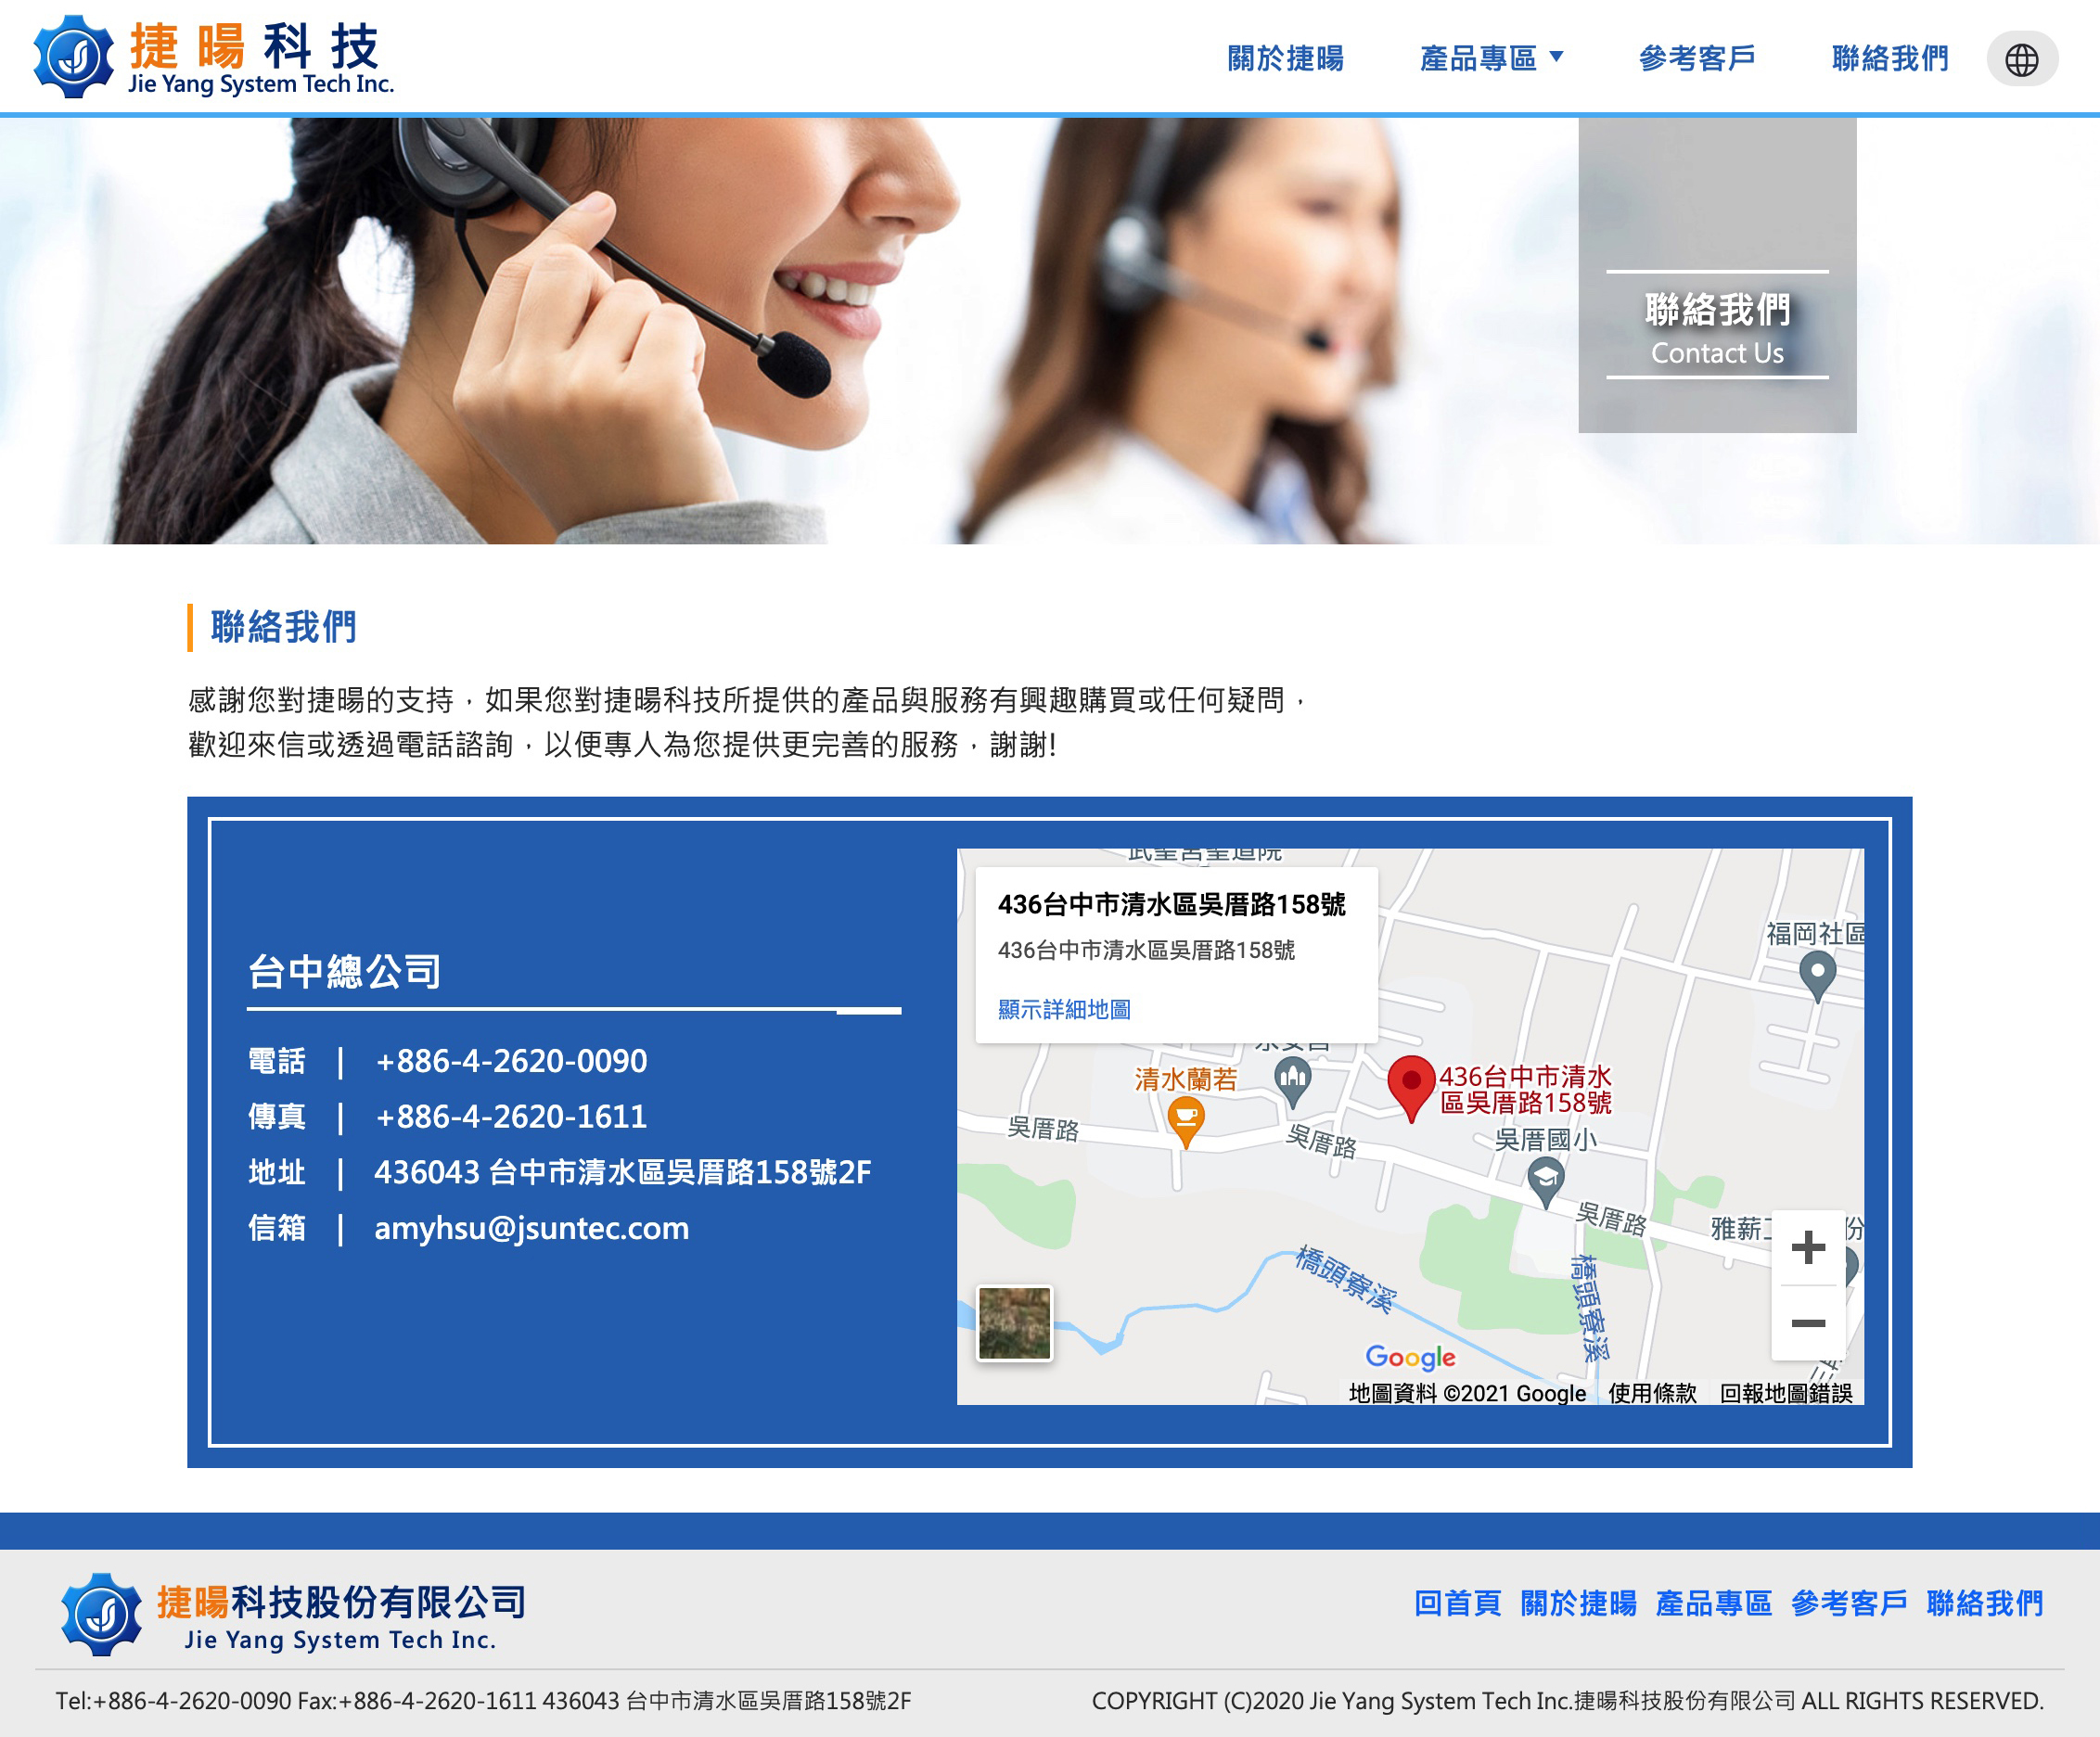 捷暘科技
Jie Yang System Tech Inc.
關於捷暘
產品專區
參考客戶
聯絡我們
聯絡我們
Contact Us
聯絡我們
感謝您對捷暘的支持，如果您對捷暘科技所提供的產品與服務有興趣購買或任何疑問，
歡迎來信或透過電話諮詢，以便專人為您提供更完善的服務，謝謝!
台中總公司
電話 | +886-4-2620-0090
傳真 | +886-4-2620-1611
地址 | 436043 台中市清水區吳厝路158號2F
信箱 | amyhsu@jsuntec.com
436台中市清水區吳厝路158號
436台中市清水區吳厝路158號
顯示詳細地圖
福岡社區
清水蘭若
436台中市清水
區吳厝路158號
吳厝路
吳厝路
吳厝國小
吳厝路
雅薪
份
橋頭寮溪
橋頭寮溪
Google
地圖資料 ©2021 Google
使用條款
回報地圖錯誤
捷暘科技股份有限公司
Jie Yang System Tech Inc.
回首頁 關於捷暘 產品專區 參考客戶 聯絡我們
Tel:+886-4-2620-0090 Fax:+886-4-2620-1611 436043 台中市清水區吳厝路158號2F
COPYRIGHT (C)2020 Jie Yang System Tech Inc.捷暘科技股份有限公司 ALL RIGHTS RESERVED.